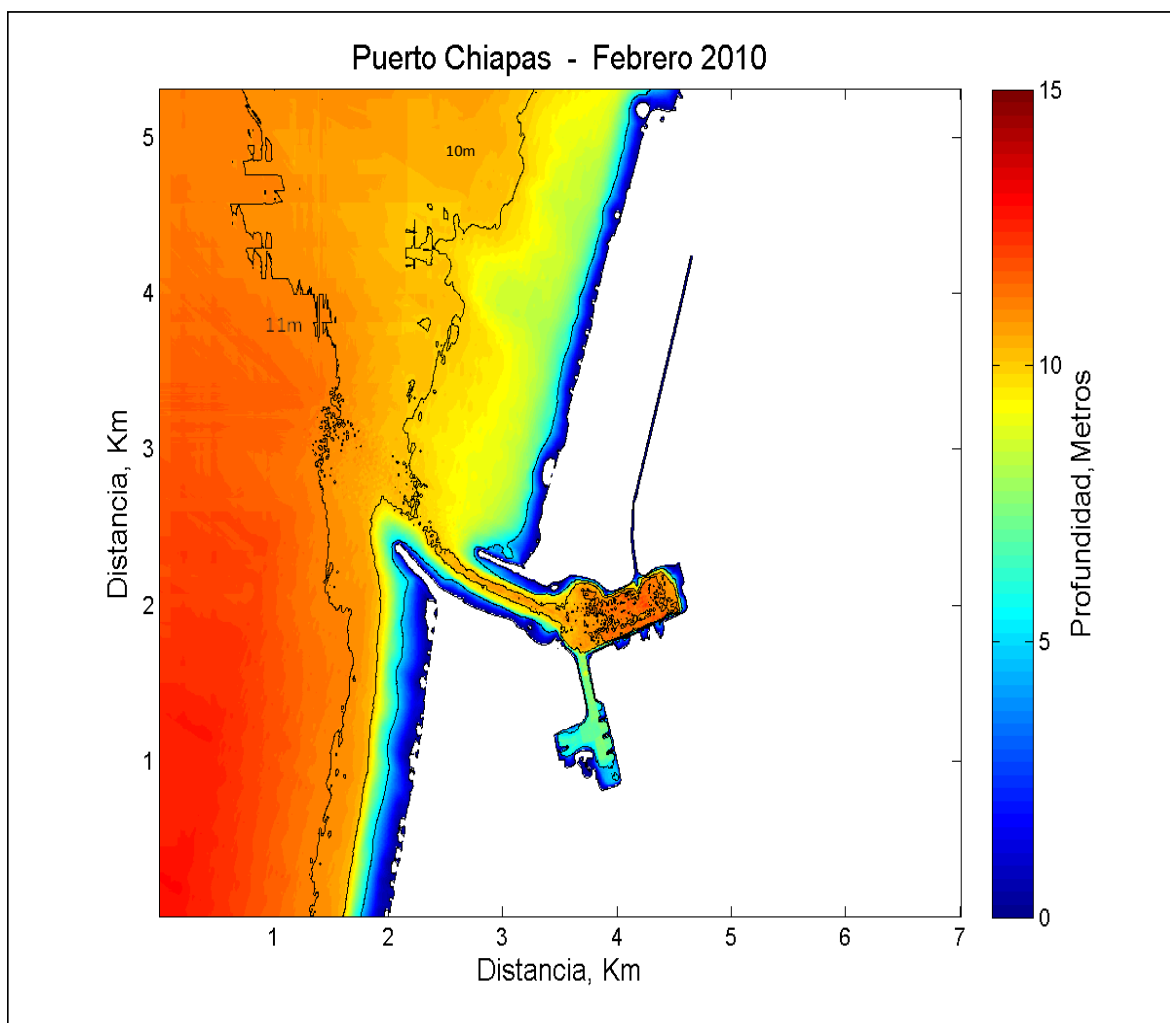 Puerto Chiapas - Febrero 2010
15
5
10m
4
11m
10
3
Distancia, Km
Profundidad, Metros
2
5
1
0
1 2 3 4 5 6 7
Distancia, Km